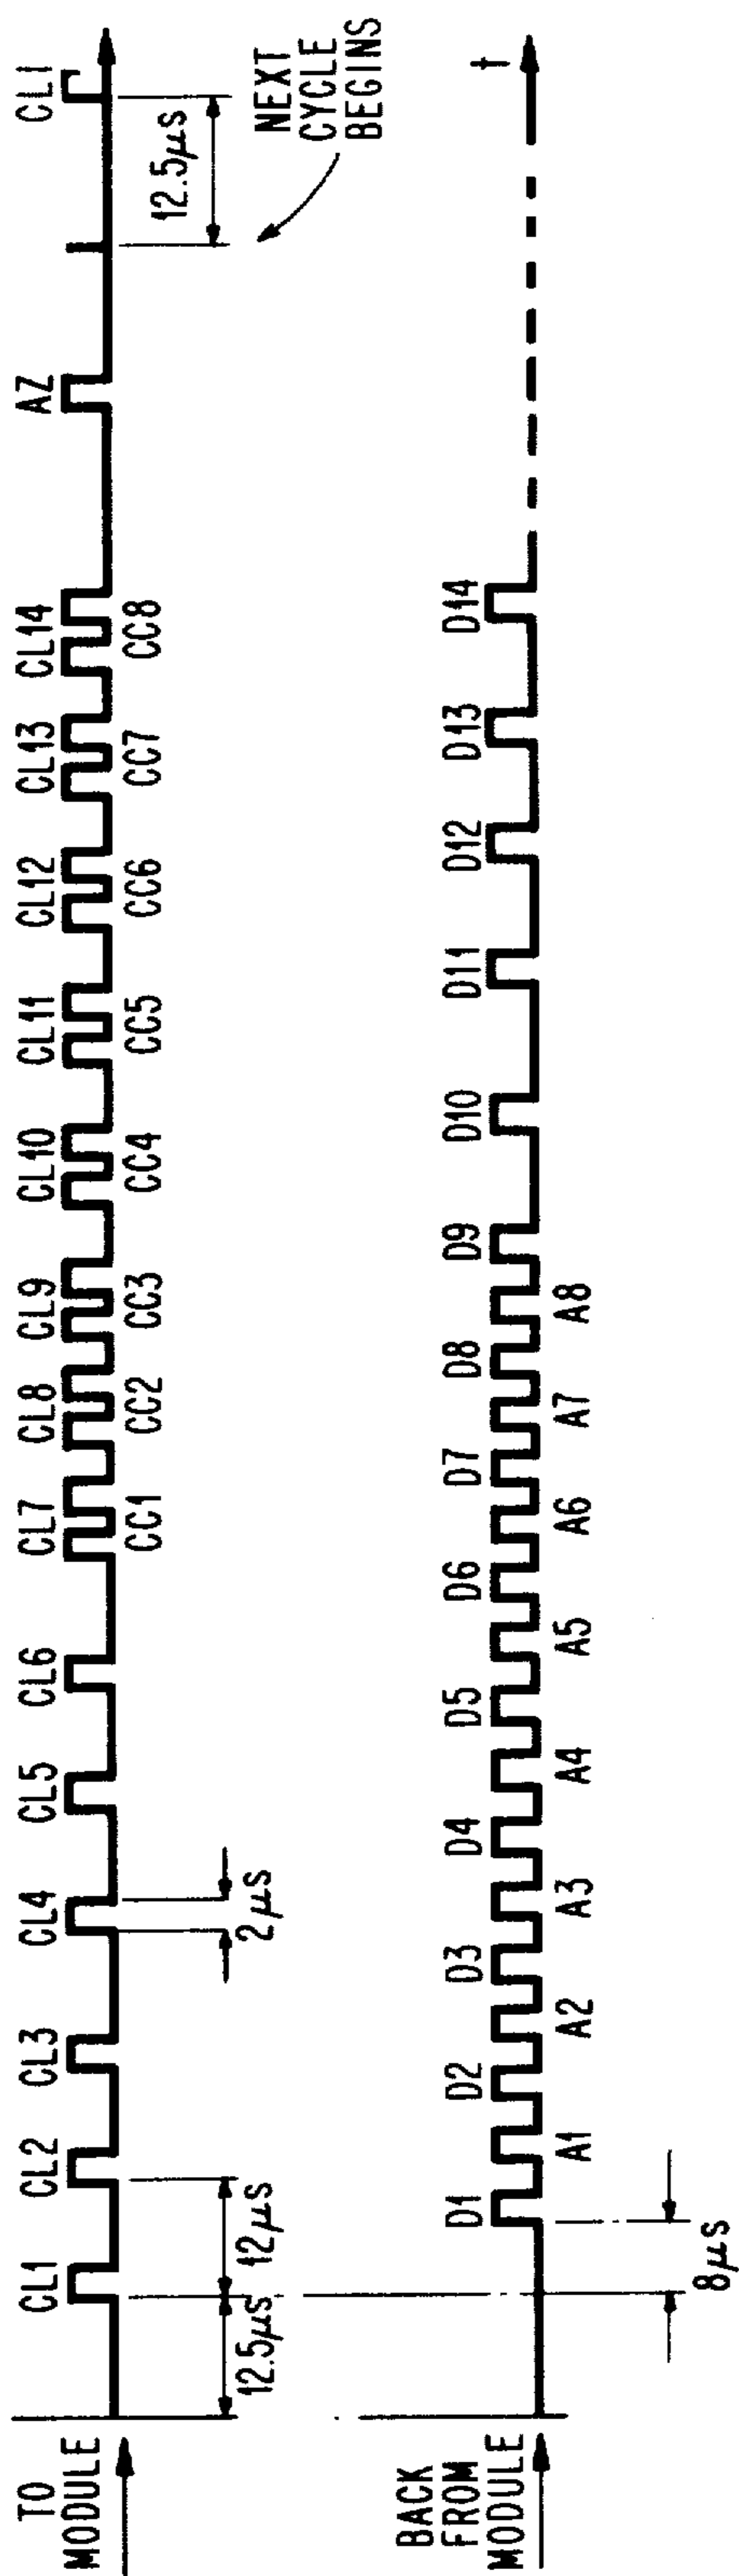 TO
MODULE
CL1
CL2
CL3
CL4
CL5
CL6
CL7
CL8
CL9
CL10
CL11
CL12
CL13
CL14
AZ
CL1
CC1
CC2
CC3
CC4
CC5
CC6
CC7
CC8
12.5µs
12µs
2µs
12.5µs
NEXT
CYCLE
BEGINS
BACK
FROM
MODULE
D1
D2
D3
D4
D5
D6
D7
D8
D9
D10
D11
D12
D13
D14
t
A1
A2
A3
A4
A5
A6
A7
A8
8µs